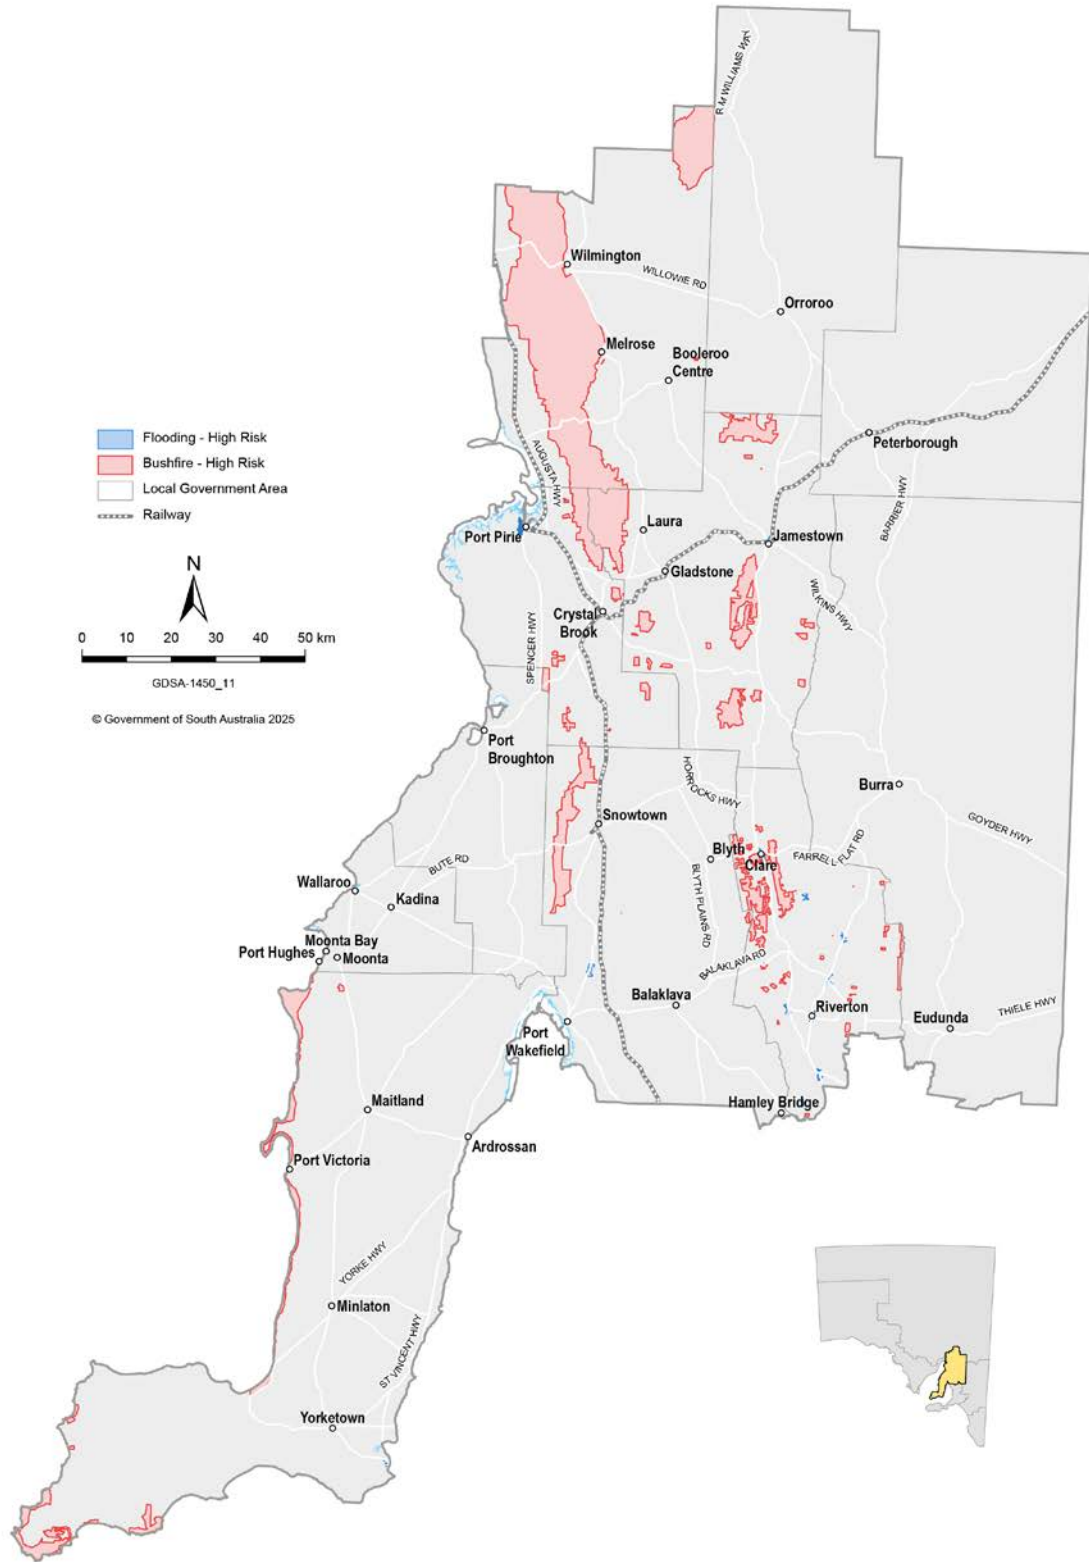 R M WILLIAMS WAY
Wilmington
WILLOWIE RD
Orroroo
Melrose
Booleroo
Centre
Flooding - High Risk
Bushfire - High Risk
Local Government Area
Railway
AUGUSTA HWY
Peterborough
BARRIER HWY
Port Pirie
Laura
Jamestown
N
Gladstone
WILKINS HWY
Crystal
Brook
0 10 20 30 40 50 km
SPENCER HWY
GDSA-1450_11
© Government of South Australia 2025
Port
Broughton
HORROCKS HWY
Burra
GOYDER HWY
Snowtown
BUTE RD
Blyth
Clare
FARRELL FLAT RD
Wallaroo
Kadina
BLYTH PLAINS RD
Moonta Bay
Port Hughes
Moonta
BALAKLAVA RD
Balaklava
Riverton
Eudunda
THIELE HWY
Port
Wakefield
Maitland
Hamley Bridge
Ardrossan
Port Victoria
YORKE HWY
Minlaton
ST VINCENT HWY
Yorketown